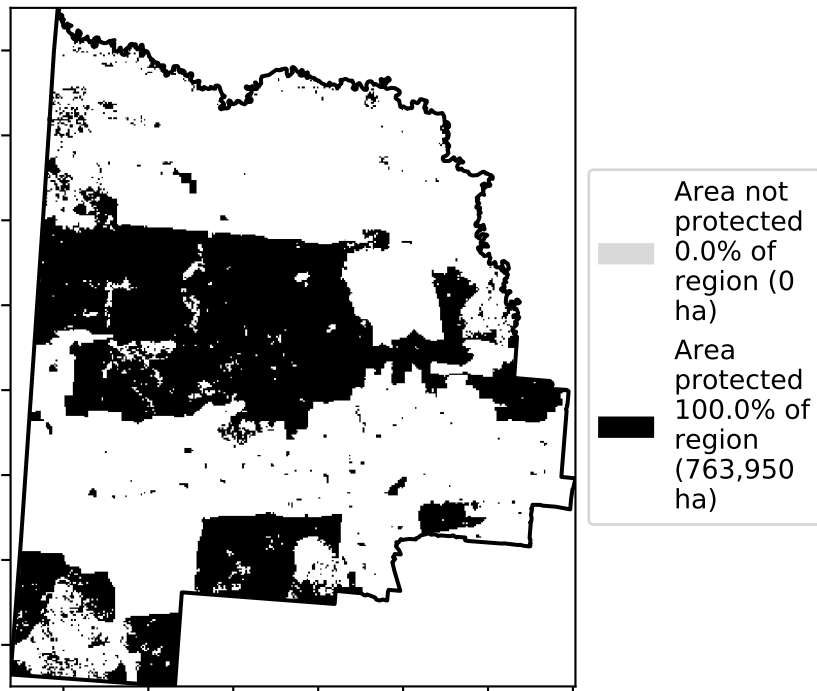 Area not
protected
0.0% of
region (0
ha)
Area
protected
100.0% of
region
(763,950
ha)